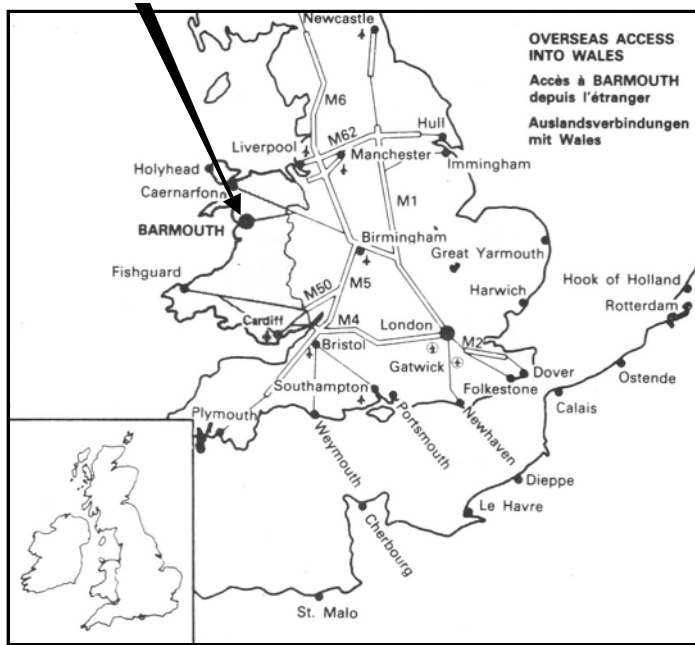 Newcastle
OVERSEAS ACCESS
INTO WALES
Accès à BARMOUTH
depuis l'étranger
Auslandsverbindungen
mit Wales
M6
M62
Hull
Liverpool
Manchester
Immingham
Holyhead
Caernarfon
M1
BARMOUTH
Birmingham
Great Yarmouth
Fishguard
M5
M50
Hook of Holland
Harwich
Rotterdam
Cardiff
M4
London
M2
Bristol
Gatwick
Dover
Ostende
Southampton
Folkestone
Calais
Plymouth
Weymouth
Portsmouth
Newhaven
Dieppe
Le Havre
Cherbourg
St. Malo